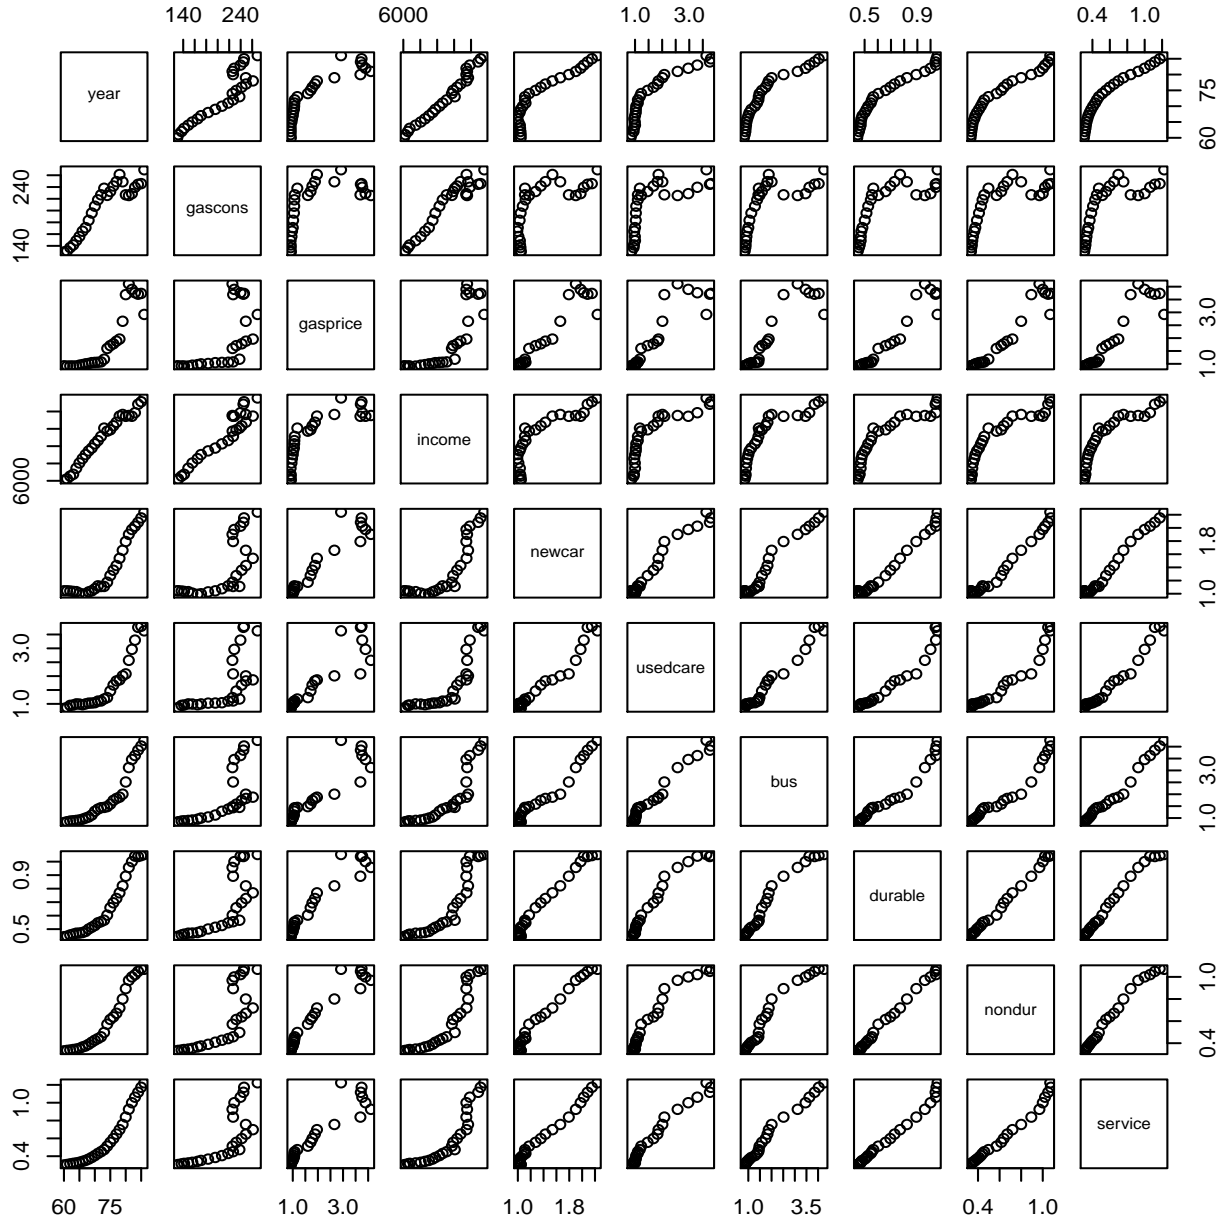 140 240 6000 1.0 3.0 0.5 0.9 0.4 1.0
year 60 75
140 240 gascons
gasprice 1.0 3.0
6000 income
newcar 1.0 1.8
1.0 3.0 usedcare
bus 1.0 3.0
0.5 0.9 durable
nondur 0.4 1.0
0.4 1.0 service
60 75 1.0 3.0 1.0 1.8 1.0 3.5 0.4 1.0